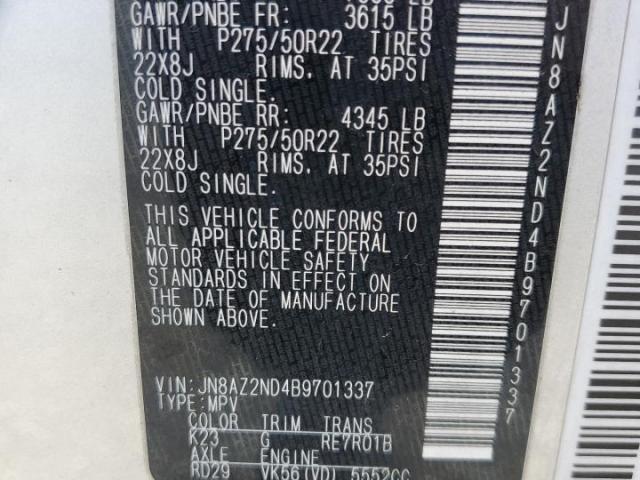 GAWR/PNBE FR: 3615 LB
WITH P275/50R22 TIRES
22X8J RIMS, AT 35PSI
COLD SINGLE.
GAWR/PNBE RR: 4345 LB
WITH P275/50R22 TIRES
22X8J RIMS, AT 35PSI
COLD SINGLE.
THIS VEHICLE CONFORMS TO
ALL APPLICABLE FEDERAL
MOTOR VEHICLE SAFETY
STANDARDS IN EFFECT ON
THE DATE OF MANUFACTURE
SHOWN ABOVE.
VIN: JN8AZ2ND4B9701337
TYPE: MPV
COLOR TRIM TRANS
K23 G RE7R01B
AXLE ENGINE
RD29 VK56(VD) 5552CC
JN8AZ2ND4B9701337